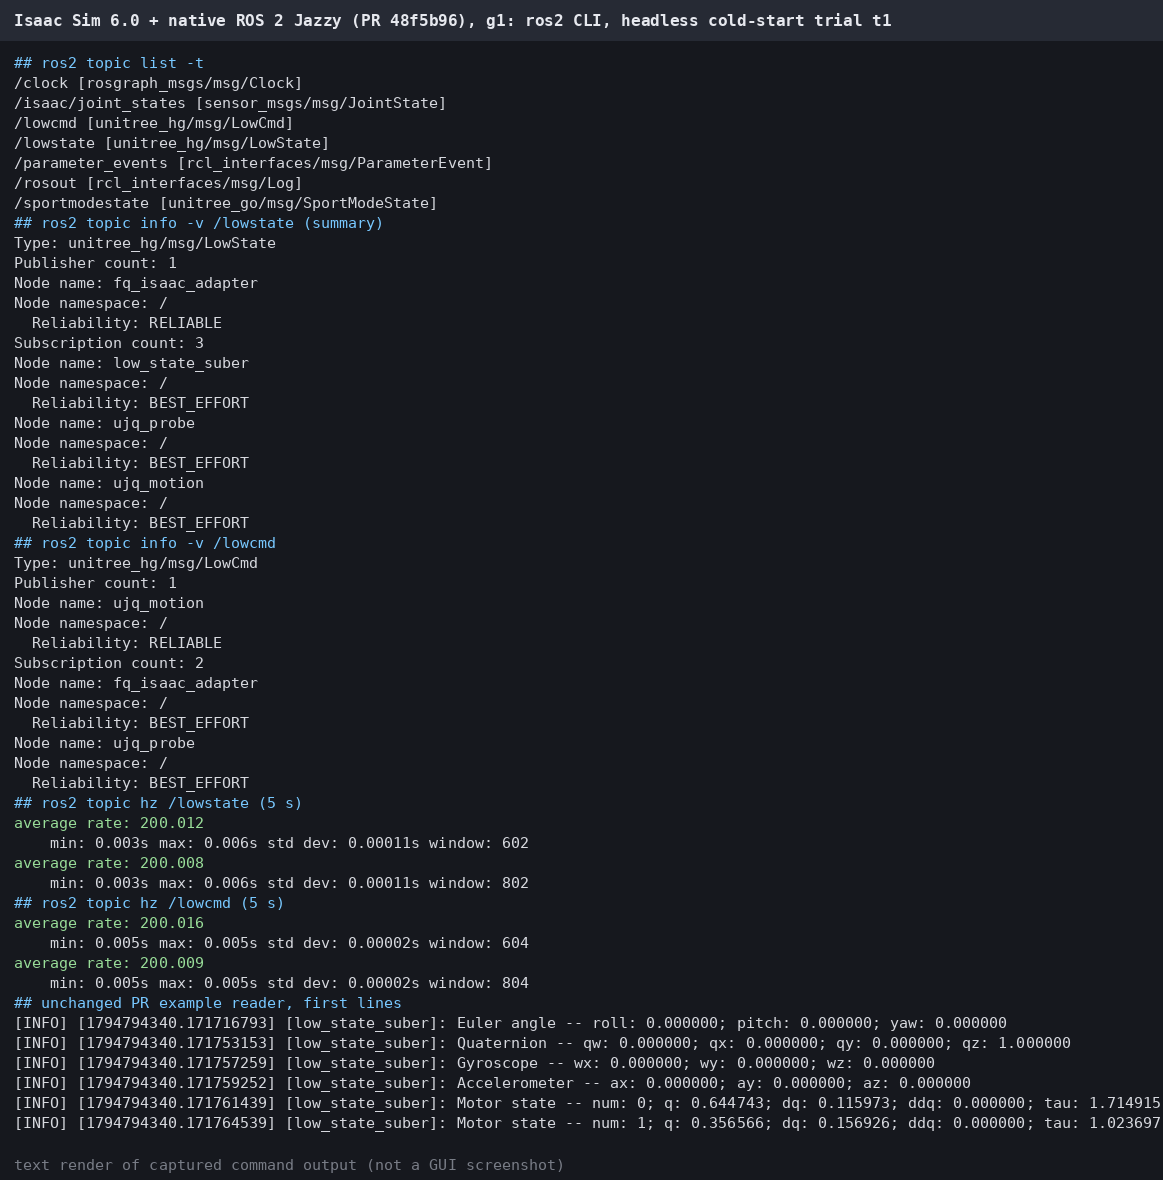 Isaac Sim 6.0 + native ROS 2 Jazzy (PR 48f5b96), g1: ros2 CLI, headless cold-start trial t1
## ros2 topic list -t
/clock [rosgraph_msgs/msg/Clock]
/isaac/joint_states [sensor_msgs/msg/JointState]
/lowcmd [unitree_hg/msg/LowCmd]
/lowstate [unitree_hg/msg/LowState]
/parameter_events [rcl_interfaces/msg/ParameterEvent]
/rosout [rcl_interfaces/msg/Log]
/sportmodestate [unitree_go/msg/SportModeState]
## ros2 topic info -v /lowstate (summary)
Type: unitree_hg/msg/LowState
Publisher count: 1
Node name: fq_isaac_adapter
Node namespace: /
  Reliability: RELIABLE
Subscription count: 3
Node name: low_state_suber
Node namespace: /
  Reliability: BEST_EFFORT
Node name: ujq_probe
Node namespace: /
  Reliability: BEST_EFFORT
Node name: ujq_motion
Node namespace: /
  Reliability: BEST_EFFORT
## ros2 topic info -v /lowcmd
Type: unitree_hg/msg/LowCmd
Publisher count: 1
Node name: ujq_motion
Node namespace: /
  Reliability: RELIABLE
Subscription count: 2
Node name: fq_isaac_adapter
Node namespace: /
  Reliability: BEST_EFFORT
Node name: ujq_probe
Node namespace: /
  Reliability: BEST_EFFORT
## ros2 topic hz /lowstate (5 s)
average rate: 200.012
    min: 0.003s max: 0.006s std dev: 0.00011s window: 602
average rate: 200.008
    min: 0.003s max: 0.006s std dev: 0.00011s window: 802
## ros2 topic hz /lowcmd (5 s)
average rate: 200.016
    min: 0.005s max: 0.005s std dev: 0.00002s window: 604
average rate: 200.009
    min: 0.005s max: 0.005s std dev: 0.00002s window: 804
## unchanged PR example reader, first lines
[INFO] [1794794340.171716793] [low_state_suber]: Euler angle -- roll: 0.000000; pitch: 0.000000; yaw: 0.000000
[INFO] [1794794340.171753153] [low_state_suber]: Quaternion -- qw: 0.000000; qx: 0.000000; qy: 0.000000; qz: 1.000000
[INFO] [1794794340.171757259] [low_state_suber]: Gyroscope -- wx: 0.000000; wy: 0.000000; wz: 0.000000
[INFO] [1794794340.171759252] [low_state_suber]: Accelerometer -- ax: 0.000000; ay: 0.000000; az: 0.000000
[INFO] [1794794340.171761439] [low_state_suber]: Motor state -- num: 0; q: 0.644743; dq: 0.115973; ddq: 0.000000; tau: 1.714915
[INFO] [1794794340.171764539] [low_state_suber]: Motor state -- num: 1; q: 0.356566; dq: 0.156926; ddq: 0.000000; tau: 1.023697
text render of captured command output (not a GUI screenshot)